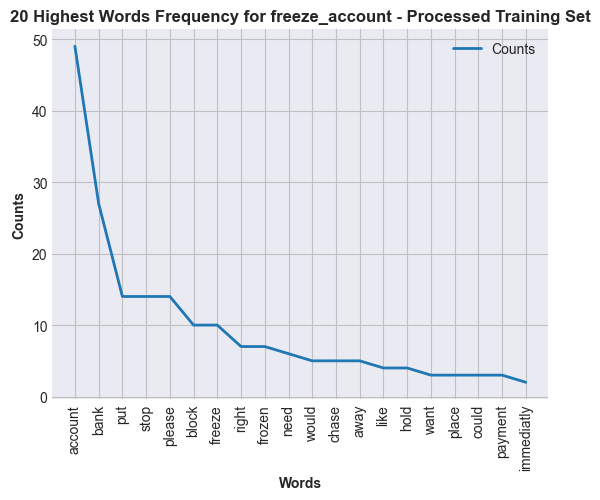 20 Highest Words Frequency for freeze_account - Processed Training Set
Counts
50
40
30
20
10
0
Counts
account
bank
put
stop
please
block
freeze
right
frozen
need
would
chase
away
like
hold
want
place
could
payment
immediatly
Words